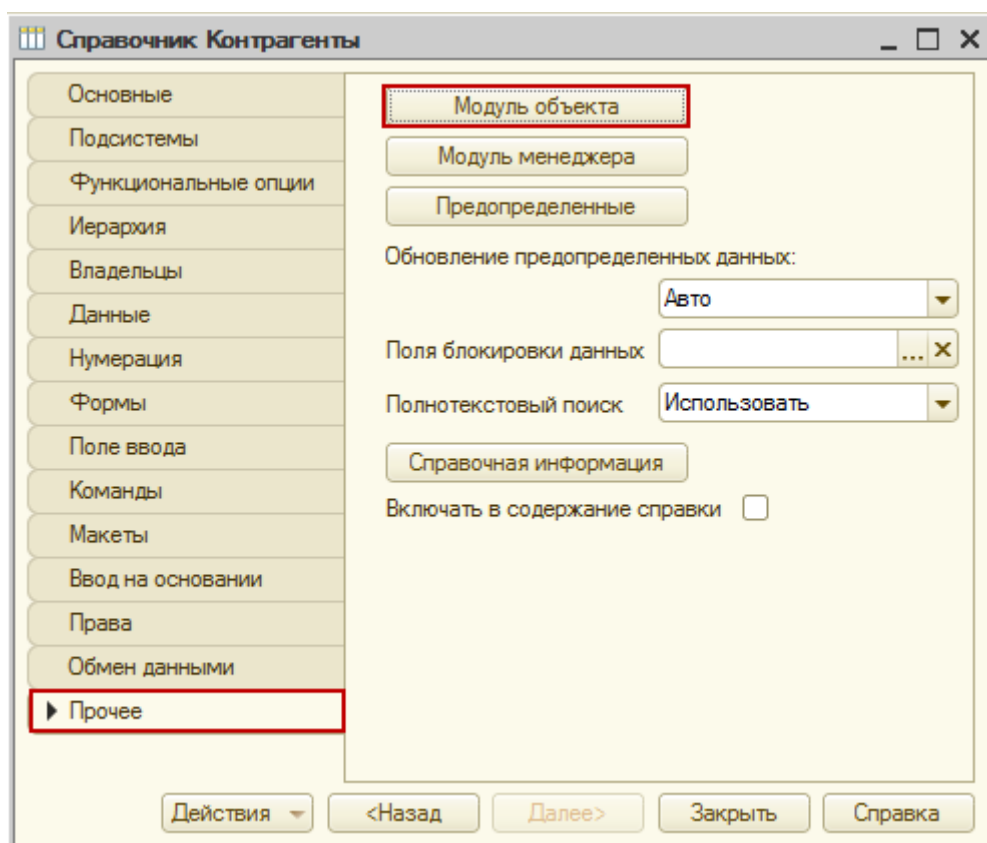 Справочник Контрагенты
Основные
Подсистемы
Функциональные опции
Иерархия
Владельцы
Данные
Нумерация
Формы
Поле ввода
Команды
Макеты
Ввод на основании
Права
Обмен данными
Прочее
Модуль объекта
Модуль менеджера
Предопределенные
Обновление предопределенных данных:
Авто
Поля блокировки данных ...
Полнотекстовый поиск Использовать
Справочная информация
Включать в содержание справки
Действия <Назад Далее> Закрыть Справка